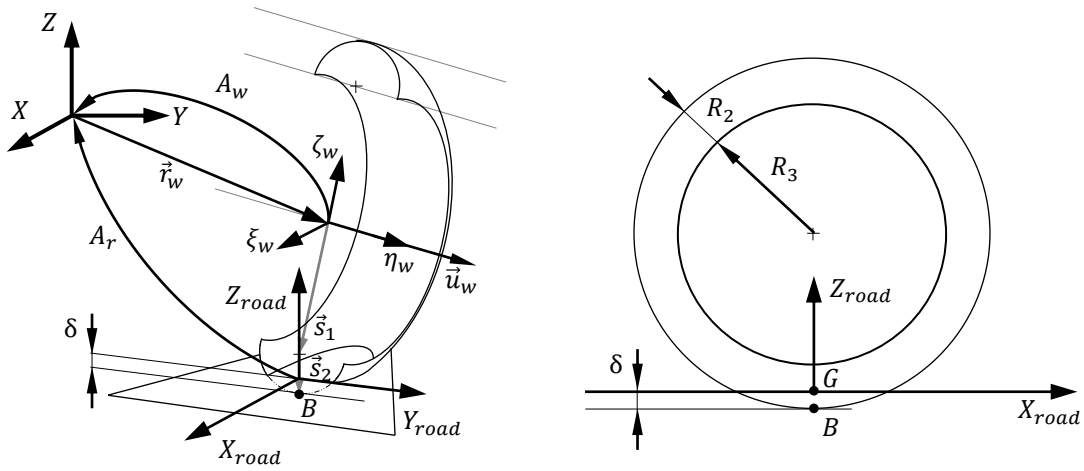 Z
X
Y
A_w
r⃗_w
ζ_w
ξ_w
η_w
u⃗_w
A_r
Z_road
s⃗_1
s⃗_2
δ
B
X_road
Y_road
R_2
R_3
Z_road
δ
G
B
X_road